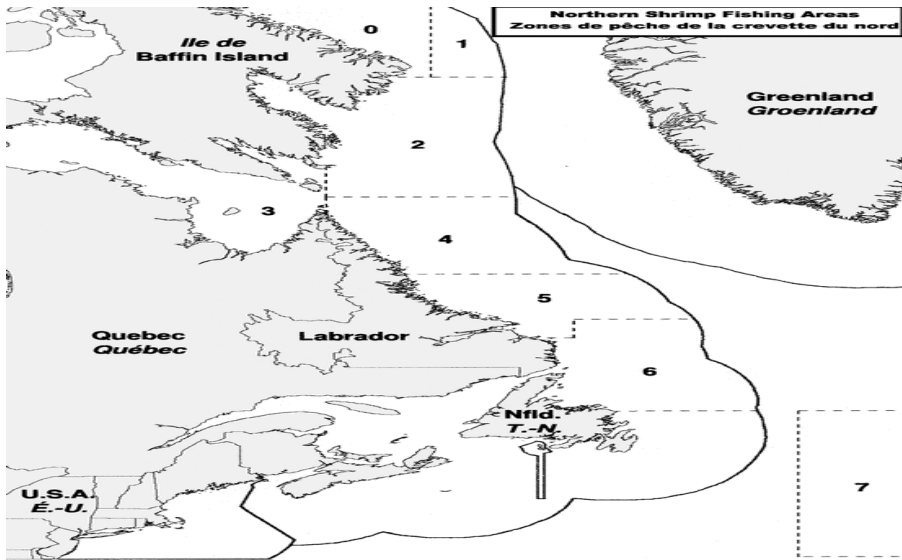 Northern Shrimp Fishing Areas
Zones de pêche de la crevette du nord
0
1
Ile de
Baffin Island
Greenland
Groenland
2
3
4
5
Quebec
Québec
Labrador
6
Nfld.
T.-N.
7
U.S.A.
É.-U.